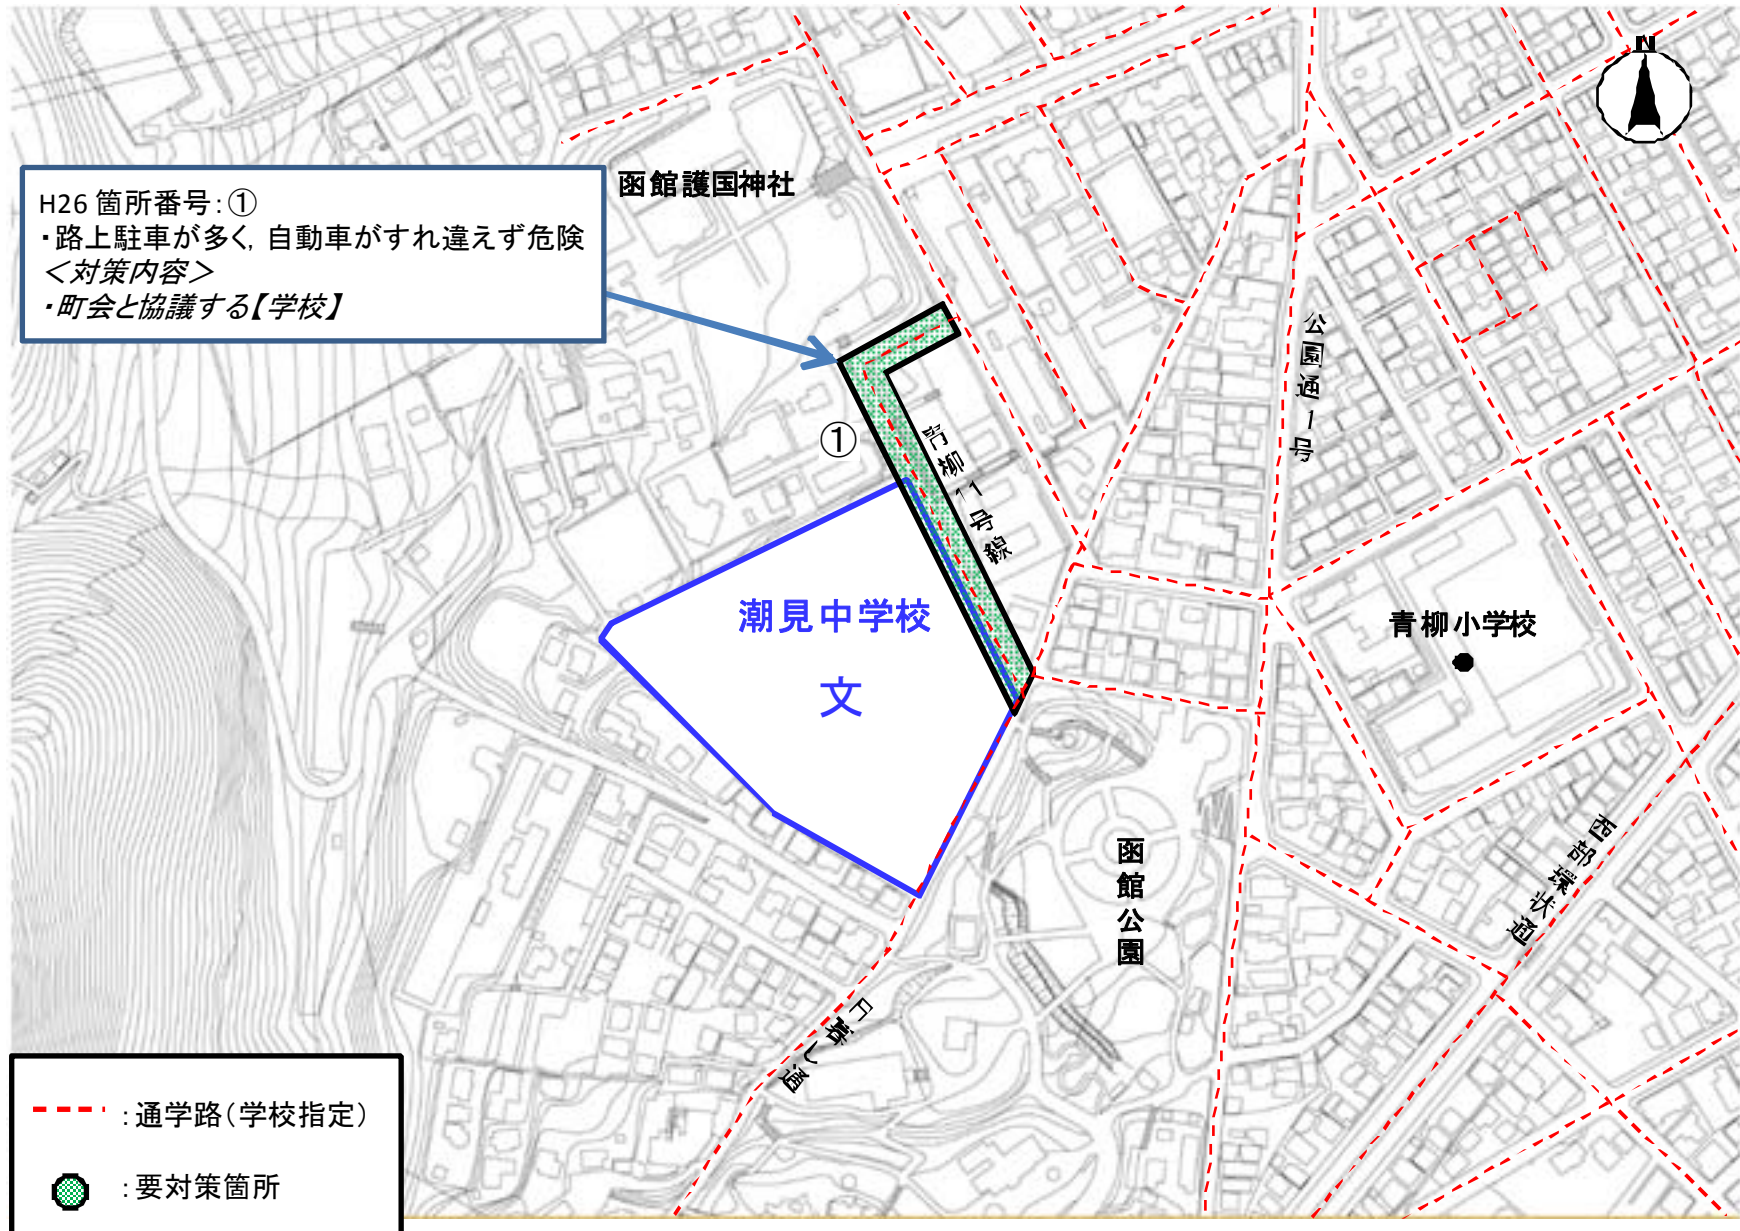 N
函館護国神社
H26 箇所番号:①
・路上駐車が多く, 自動車がすれ違えず危険
＜対策内容＞
・町会と協議する【学校】
公園通1号
①
青柳11号線
潮見中学校
文
青柳小学校
函館公園
西部環状通
暮し通
:通学路(学校指定)
:要対策箇所